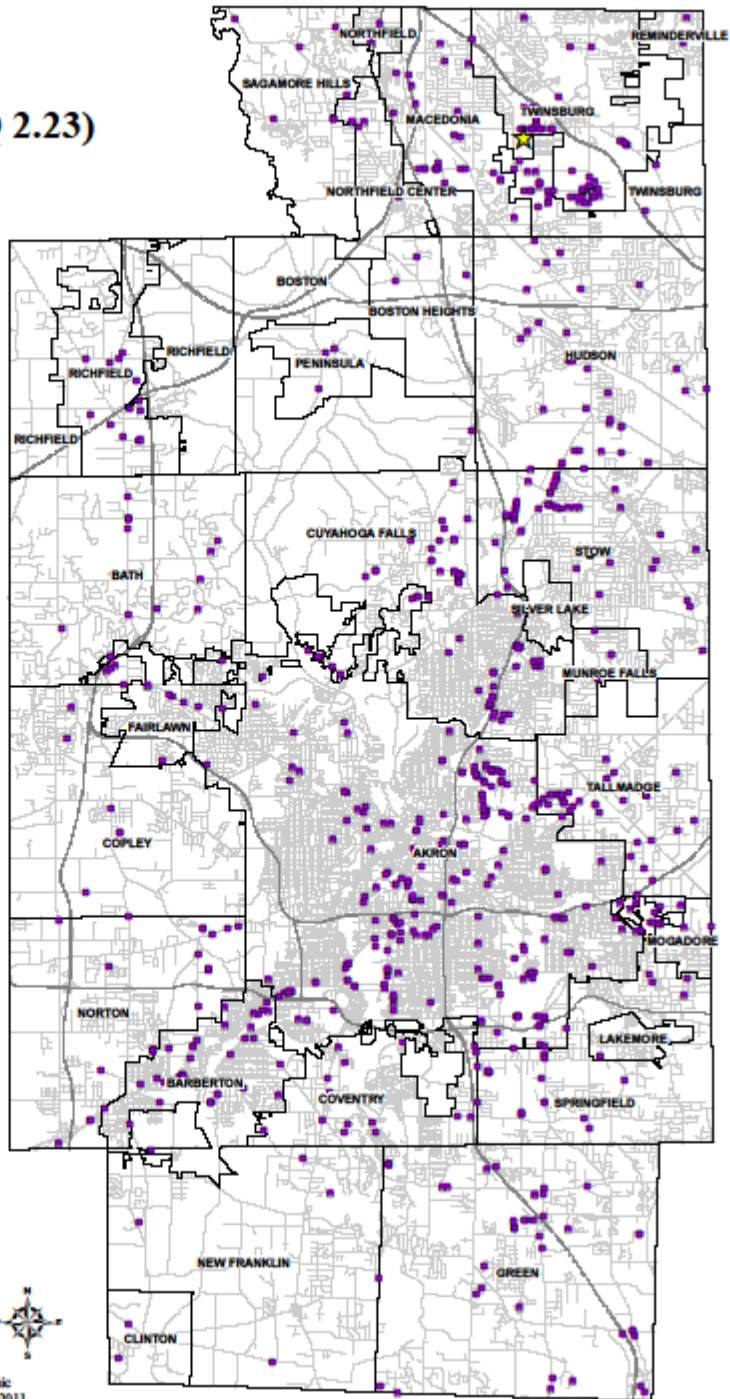 2.23)
NORTHFIELD
REMINDERVILLE
SAGAMORE HILLS
TWINSBURG
MACEDONIA
NORTHFIELD CENTER
TWINSBURG
BOSTON
BOSTON HEIGHTS
RICHFIELD
HUDSON
PENINSULA
RICHFIELD
RICHFIELD
CUYAHOGA FALLS
STOW
BATH
SILVER LAKE
MUNROE FALLS
FAIRLAWN
TALLMADGE
COPLEY
AKRON
MOGADORE
NORTON
LAKEMORE
BARBERTON
COVENTRY
SPRINGFIELD
NEW FRANKLIN
GREEN
N
E
S
CLINTON
2011